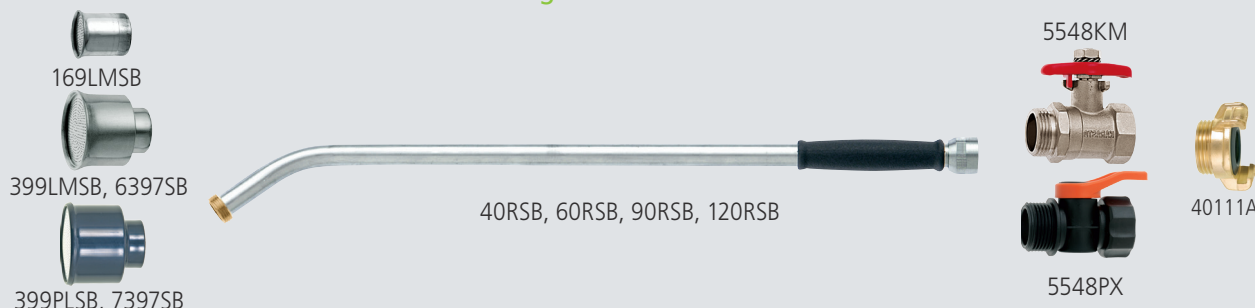 169LMSB
399LMSB, 6397SB
399PLSB, 7397SB
40RSB, 60RSB, 90RSB, 120RSB
5548KM
5548PX
40111A